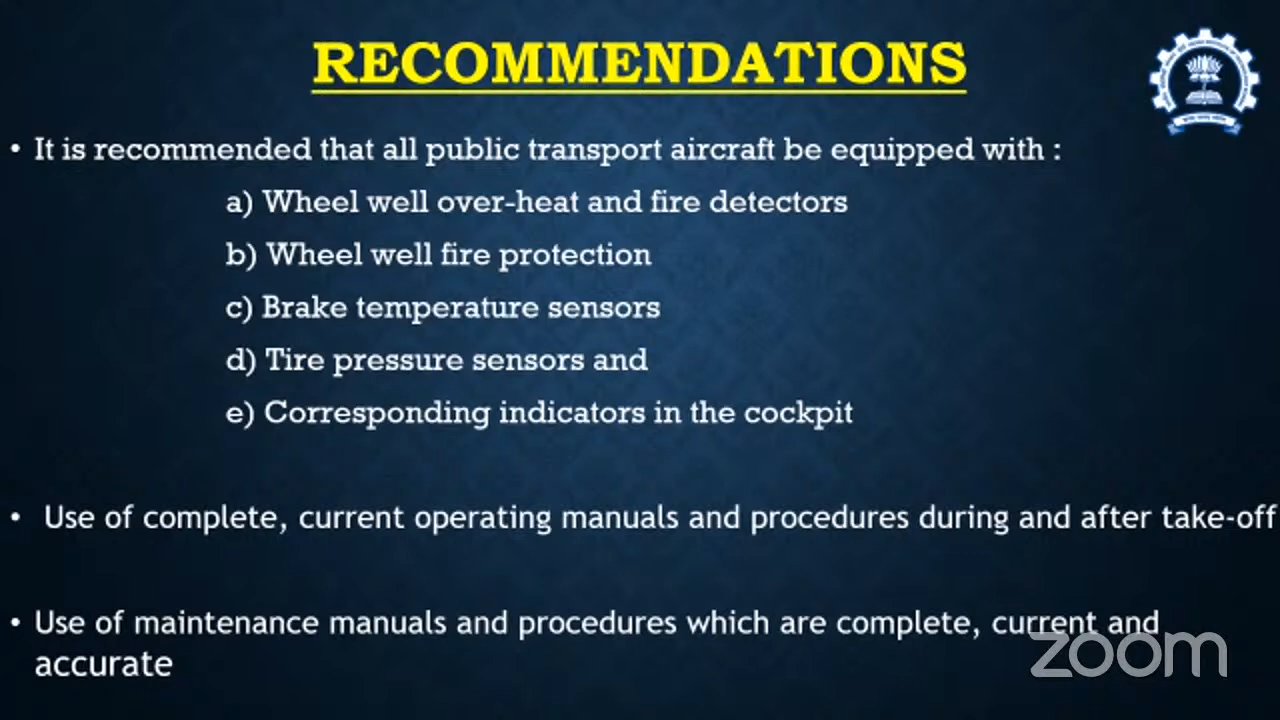 RECOMMENDATIONS
• It is recommended that all public transport aircraft be equipped with :
a) Wheel well over-heat and fire detectors
b) Wheel well fire protection
c) Brake temperature sensors
d) Tire pressure sensors and
e) Corresponding indicators in the cockpit
• Use of complete, current operating manuals and procedures during and after take-off
• Use of maintenance manuals and procedures which are complete, current and
accurate
zoom